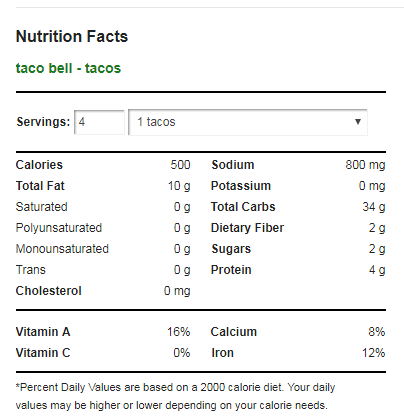 Nutrition Facts
taco bell - tacos
Servings: 4 1 tacos
Calories 500 Sodium 800 mg
Total Fat 10 g Potassium 0 mg
Saturated 0 g Total Carbs 34 g
Polyunsaturated 0 g Dietary Fiber 2 g
Monounsaturated 0 g Sugars 2 g
Trans 0 g Protein 4 g
Cholesterol 0 mg
Vitamin A 16% Calcium 8%
Vitamin C 0% Iron 12%
*Percent Daily Values are based on a 2000 calorie diet. Your daily
values may be higher or lower depending on your calorie needs.